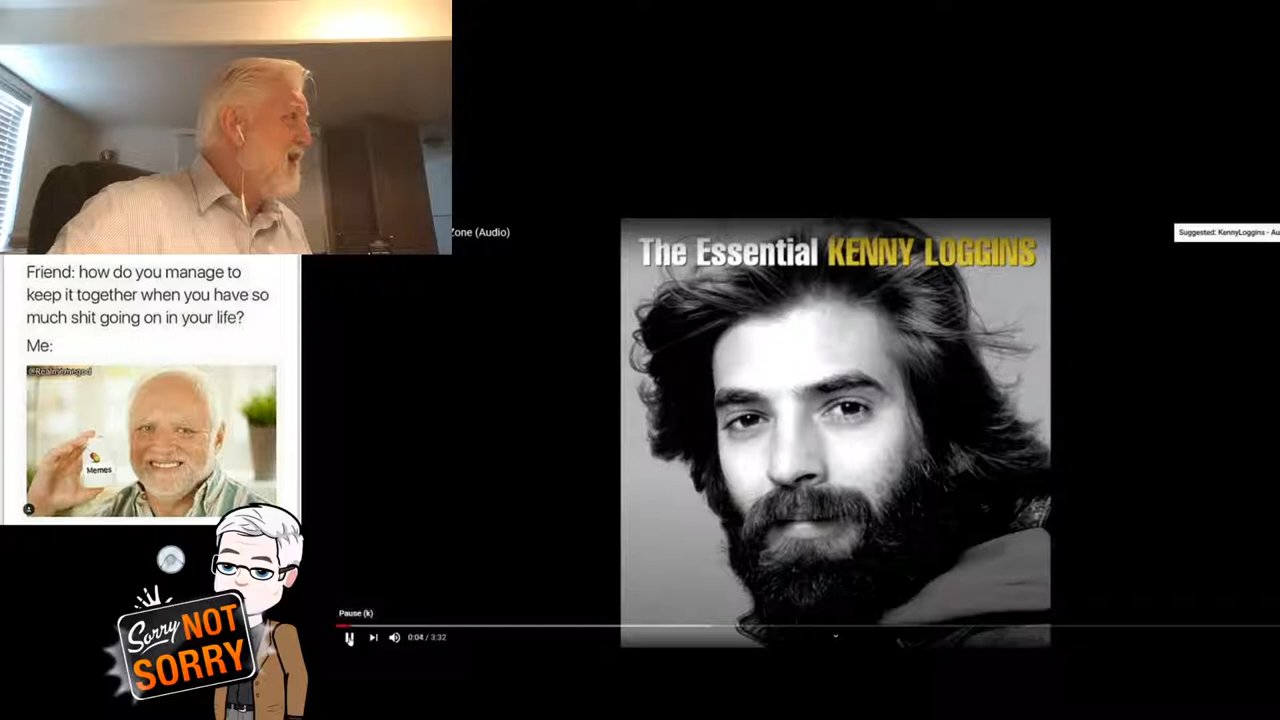 Zone (Audio)
Suggested: KennyLoggins - Au
The Essential KENNY LOGGINS
Friend: how do you manage to
keep it together when you have so
much shit going on in your life?
Me:
@Realmemegod
Memes
Sorry NOT
SORRY
Pause (k)
0:04 / 3:32